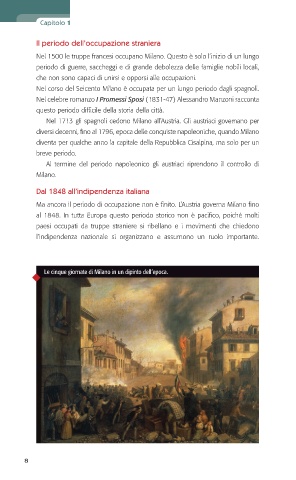 Capitolo 1
Il periodo dell'occupazione straniera
Nel 1500 le truppe francesi occupano Milano. Questo è solo l'inizio di un lungo
periodo di guerre, saccheggi e di grande debolezza delle famiglie nobili locali,
che non sono capaci di unirsi e opporsi alle occupazioni.
Nel corso del Seicento Milano è occupata per un lungo periodo dagli spagnoli.
Nel celebre romanzo I Promessi Sposi (1831-47) Alessandro Manzoni racconta
questo periodo difficile della storia della città.
Nel 1713 gli spagnoli cedono Milano all'Austria. Gli austriaci governano per
diversi decenni, fino al 1796, epoca delle conquiste napoleoniche, quando Milano
diventa per qualche anno la capitale della Repubblica Cisalpina, ma solo per un
breve periodo.
Al termine del periodo napoleonico gli austriaci riprendono il controllo di
Milano.
Dal 1848 all'indipendenza italiana
Ma ancora il periodo di occupazione non è finito. L'Austria governa Milano fino
al 1848. In tutta Europa questo periodo storico non è pacifico, poiché molti
paesi occupati da truppe straniere si ribellano e i movimenti che chiedono
l'indipendenza nazionale si organizzano e assumono un ruolo importante.
Le cinque giornate di Milano in un dipinto dell'epoca.
8